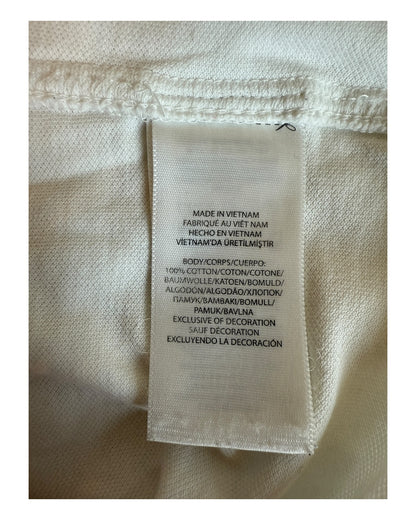 MADE IN VIETNAM
FABRIQUÉ AU VIÊT NAM
HECHO EN VIETNAM
VİETNAM'DA ÜRETİLMİŞTİR
BODY/CORPS/CUERPO:
100% COTTON/COTON/COTONE/
BAUMWOLLE/KATOEN/BOMULD/
ALGODÓN/ALGODÃO/ХЛОПОК/
ПАМУК/BAMBAKI/BOMULL/
PAMUK/BAVLNA
EXCLUSIVE OF DECORATION
SAUF DÉCORATION
EXCLUYENDO LA DECORACIÓN